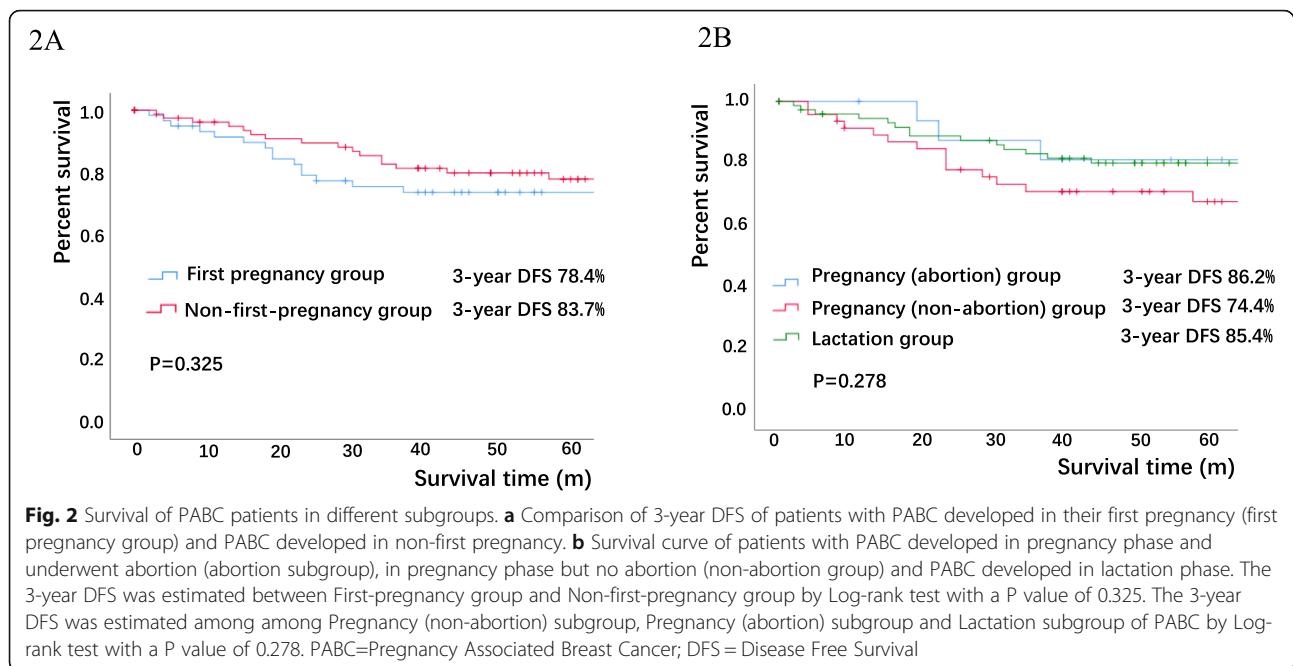 2A
Percent survival
1.0
0.8
0.6
0.4
0.2
0.0
First pregnancy group 3-year DFS 78.4%
Non-first-pregnancy group 3-year DFS 83.7%
P=0.325
0 10 20 30 40 50 60
Survival time (m)
2B
Percent survival
1.0
0.8
0.6
0.4
0.2
0.0
Pregnancy (abortion) group 3-year DFS 86.2%
Pregnancy (non-abortion) group 3-year DFS 74.4%
Lactation group 3-year DFS 85.4%
P=0.278
0 10 20 30 40 50 60
Survival time (m)
Fig. 2 Survival of PABC patients in different subgroups. a Comparison of 3-year DFS of patients with PABC developed in their first pregnancy (first
pregnancy group) and PABC developed in non-first pregnancy. b Survival curve of patients with PABC developed in pregnancy phase and
underwent abortion (abortion subgroup), in pregnancy phase but no abortion (non-abortion group) and PABC developed in lactation phase. The
3-year DFS was estimated between First-pregnancy group and Non-first-pregnancy group by Log-rank test with a P value of 0.325. The 3-year
DFS was estimated among among Pregnancy (non-abortion) subgroup, Pregnancy (abortion) subgroup and Lactation subgroup of PABC by Log-
rank test with a P value of 0.278. PABC=Pregnancy Associated Breast Cancer; DFS = Disease Free Survival